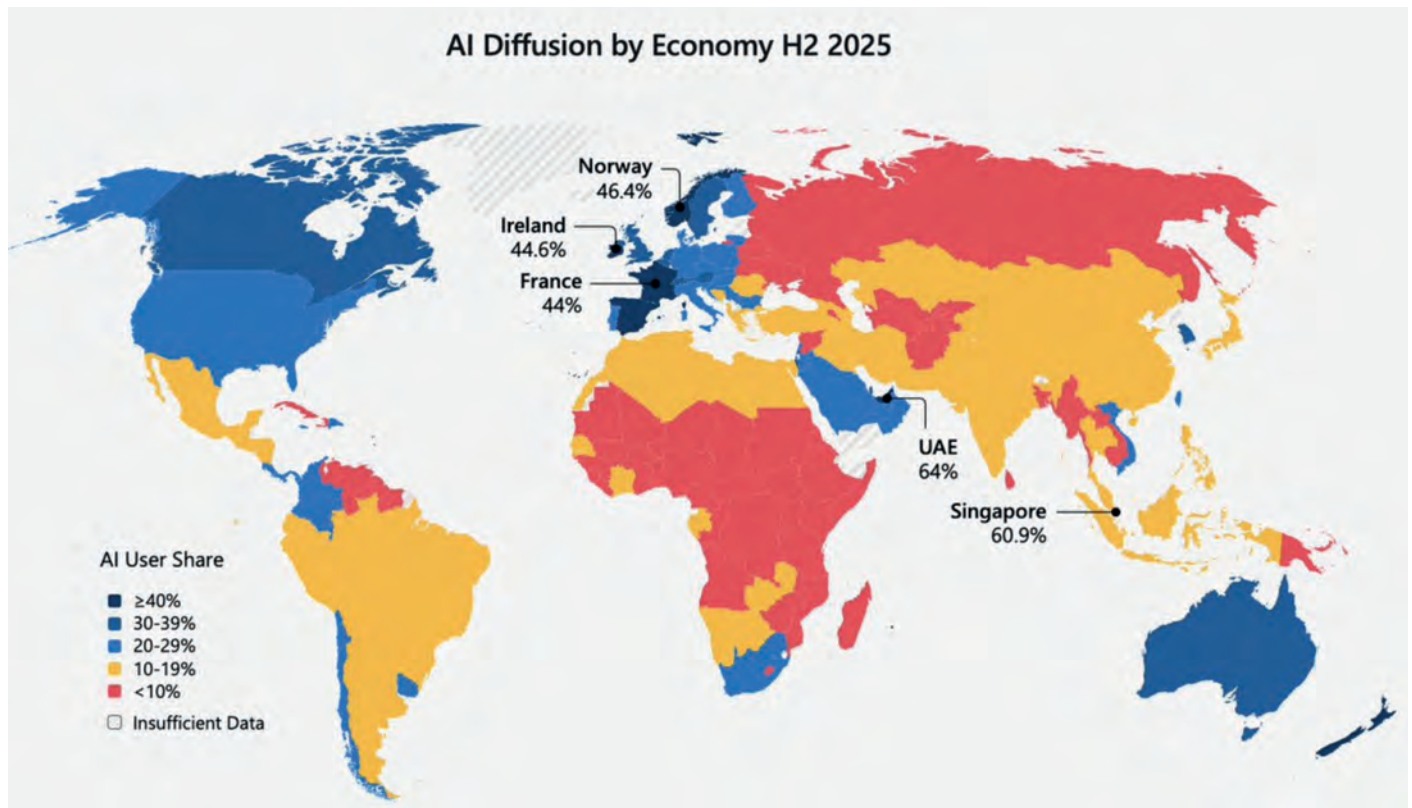 AI Diffusion by Economy H2 2025
Norway
46.4%
Ireland
44.6%
France
44%
UAE
64%
Singapore
60.9%
AI User Share
≥40%
30-39%
20-29%
10-19%
<10%
Insufficient Data